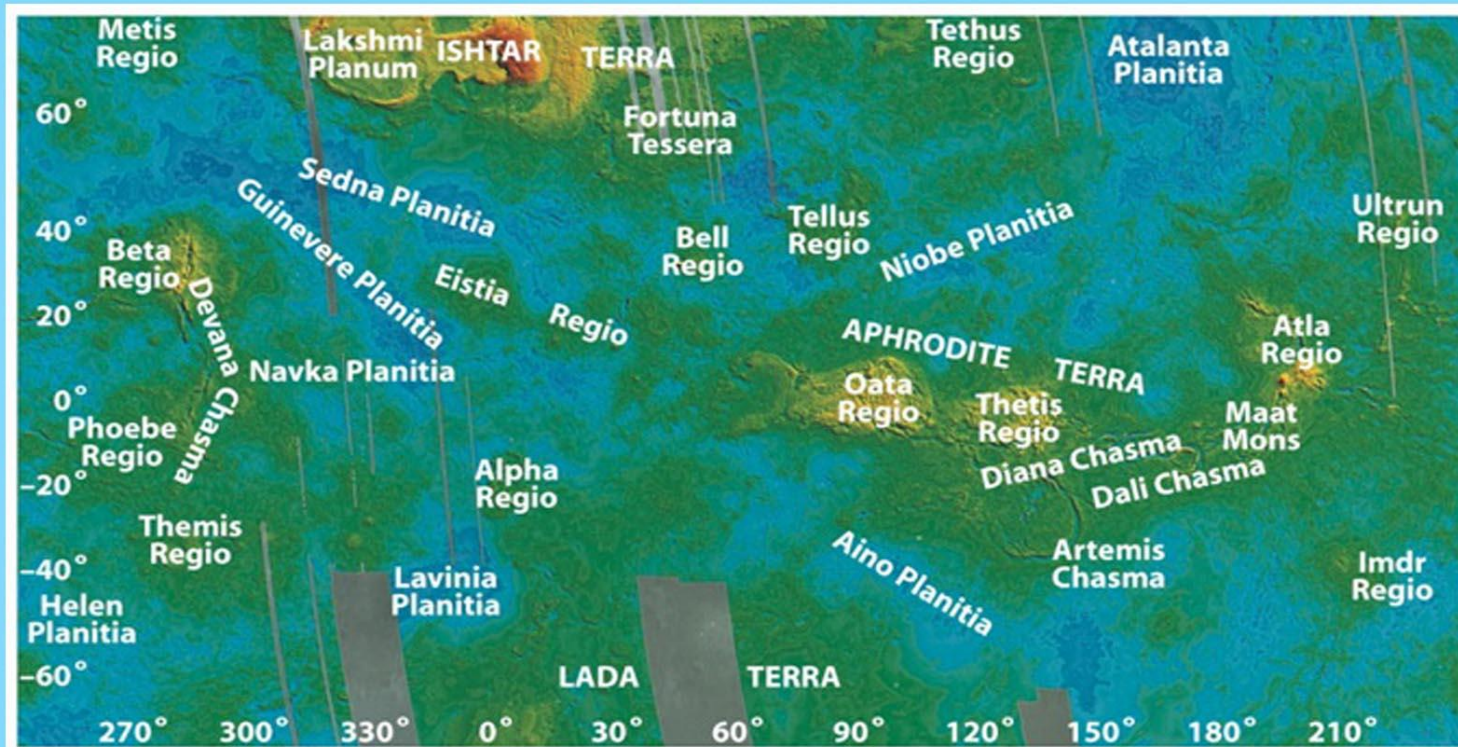 Metis
Regio
Lakshmi
Planum
ISHTAR TERRA
Tethus
Regio
Atalanta
Planitia
60°
Fortuna
Tessera
Sedna Planitia
Guinevere Planitia
40°
Beta
Regio
Devana Chasma
Eistia Regio
Bell
Regio
Tellus
Regio
Niobe Planitia
Ultrun
Regio
20°
Navka Planitia
APHRODITE TERRA
Atla
Regio
0°
Phoebe
Regio
Oata
Regio
Thetis
Regio
Maat
Mons
Diana Chasma
Dali Chasma
-20°
Alpha
Regio
Themis
Regio
-40°
Lavinia
Planitia
Aino Planitia
Artemis
Chasma
Imdr
Regio
Helen
Planitia
-60°
LADA TERRA
270° 300° 330° 0° 30° 60° 90° 120° 150° 180° 210°